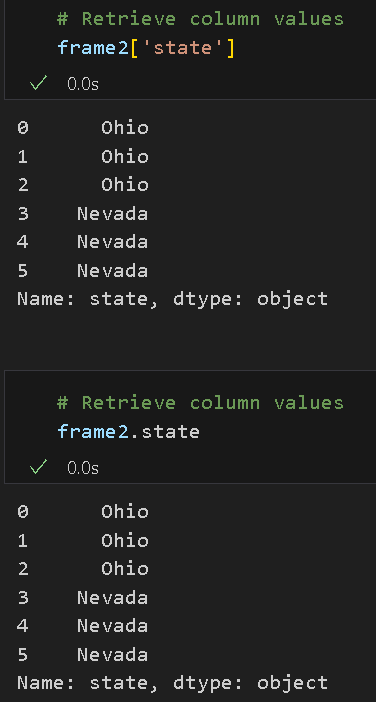 # Retrieve column values
frame2['state']
0.0s
0      Ohio
1      Ohio
2      Ohio
3    Nevada
4    Nevada
5    Nevada
Name: state, dtype: object
# Retrieve column values
frame2.state
0.0s
0      Ohio
1      Ohio
2      Ohio
3    Nevada
4    Nevada
5    Nevada
Name: state, dtype: object